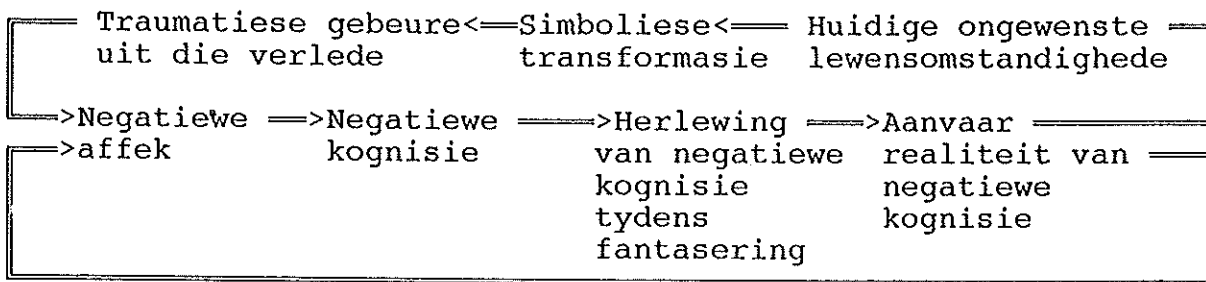 Traumatiese gebeure<══Simboliese<═══ Huidige ongewenste
uit die verlede transformasie lewensomstandighede
>Negatiewe ══>Negatiewe ════>Herlewing ═══>Aanvaar
>affek kognisie van negatiewe realiteit van
kognisie negatiewe
tydens kognisie
fantasering